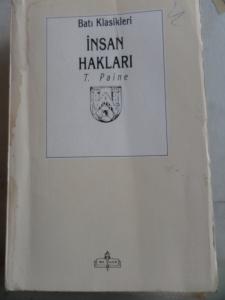 Batı Klasikleri
İNSAN
HAKLARI
T. Paine